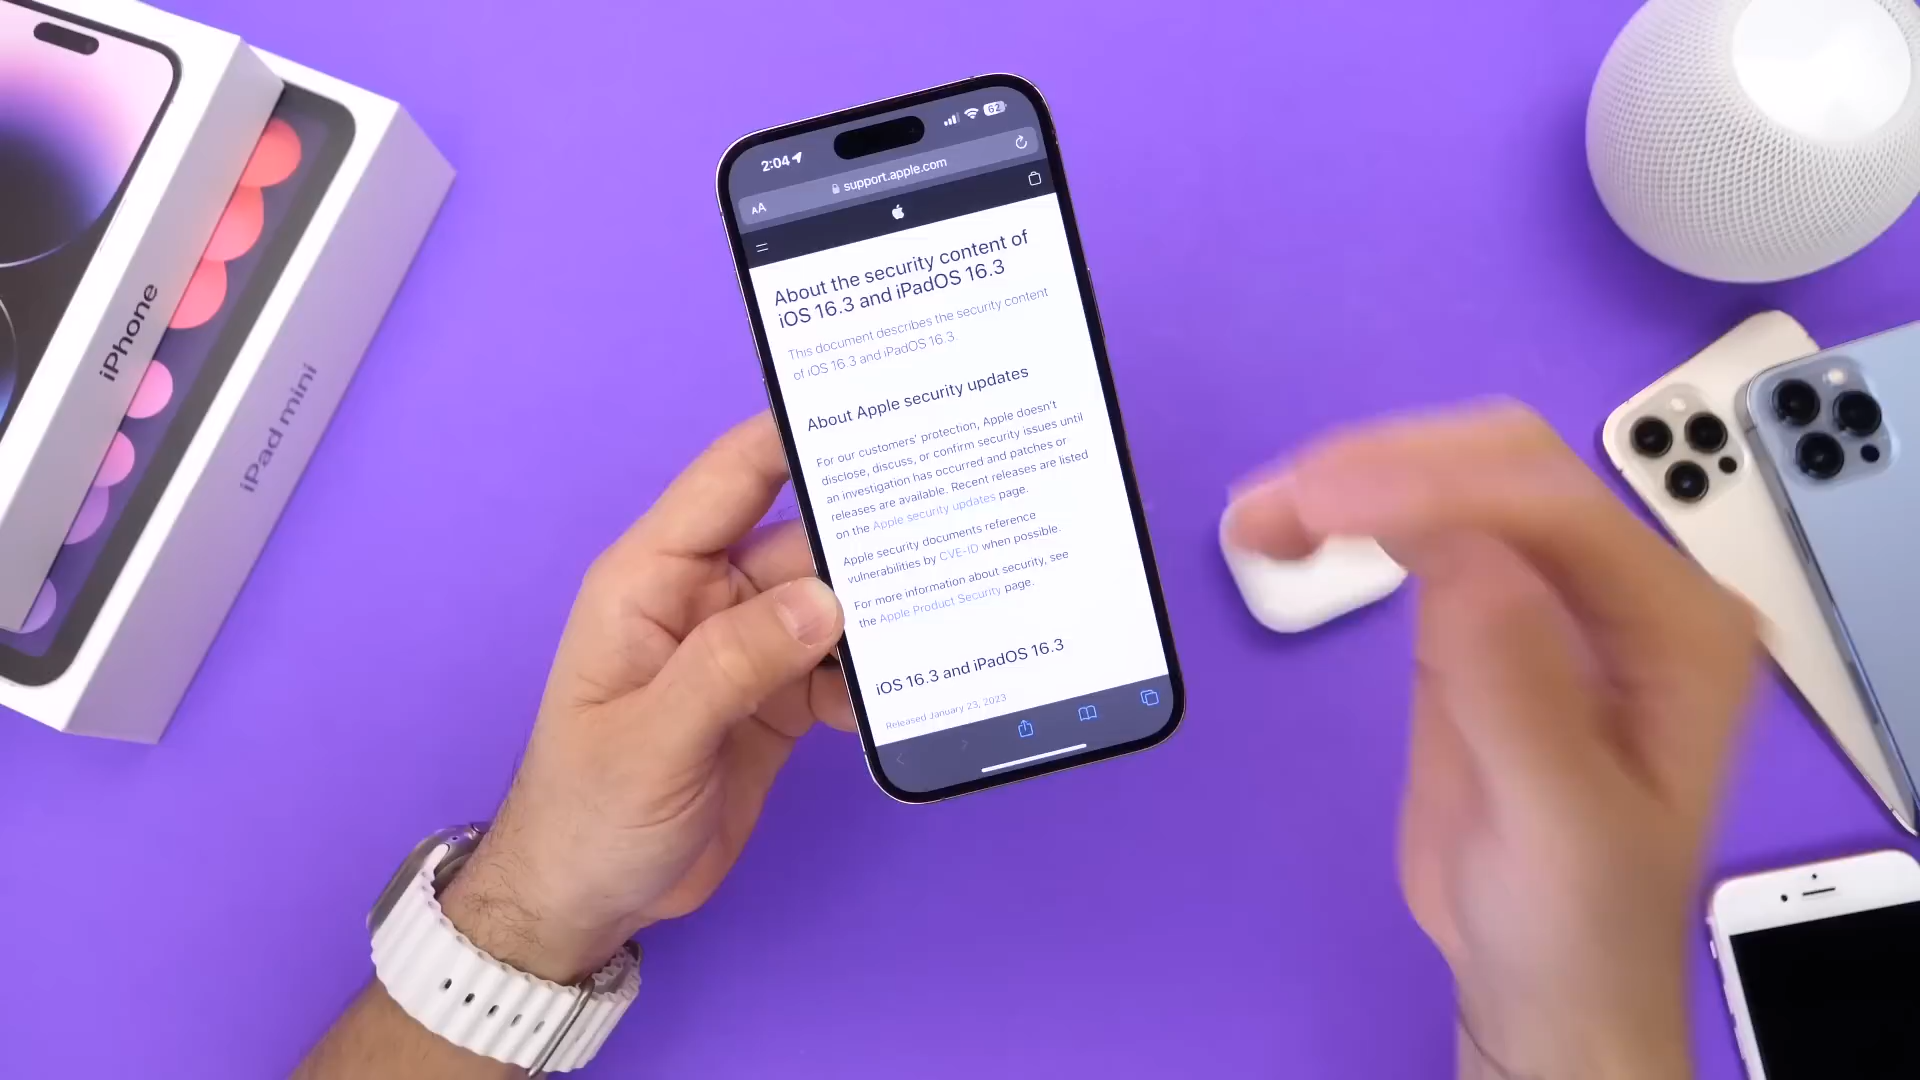 iPhone
iPad mini
2:04
62
AA
support.apple.com
About the security content of
iOS 16.3 and iPadOS 16.3
This document describes the security content
of iOS 16.3 and iPadOS 16.3.
About Apple security updates
For our customers' protection, Apple doesn't
disclose, discuss, or confirm security issues until
an investigation has occurred and patches or
releases are available. Recent releases are listed
on the Apple security updates page.
Apple security documents reference
vulnerabilities by CVE-ID when possible.
For more information about security, see
the Apple Product Security page.
iOS 16.3 and iPadOS 16.3
Released January 23, 2023